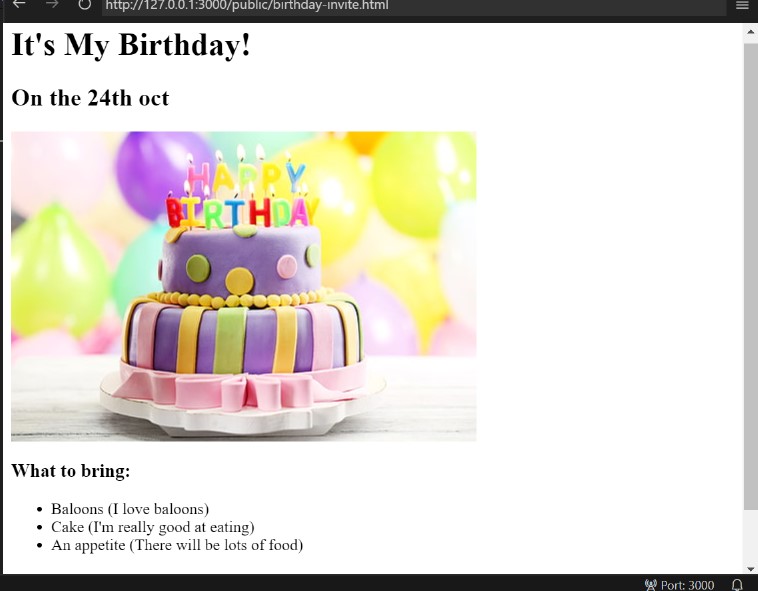 http://127.0.0.1:3000/public/birthday-invite.html
It's My Birthday!
On the 24th oct
HAPPY
BIRTHDAY
What to bring:
Baloons (I love baloons)
Cake (I'm really good at eating)
An appetite (There will be lots of food)
Port: 3000